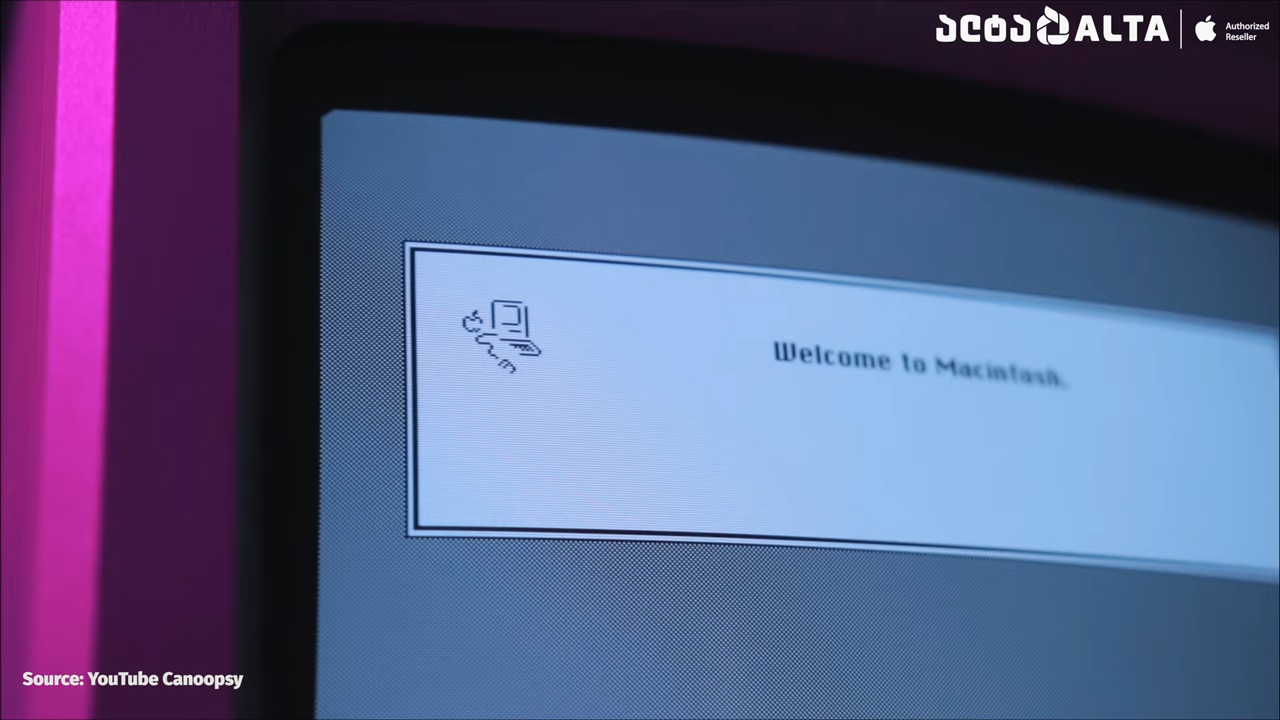 ალტა ALTA
Authorized
Reseller
Welcome to Macintosh.
Source: YouTube Canoopsy